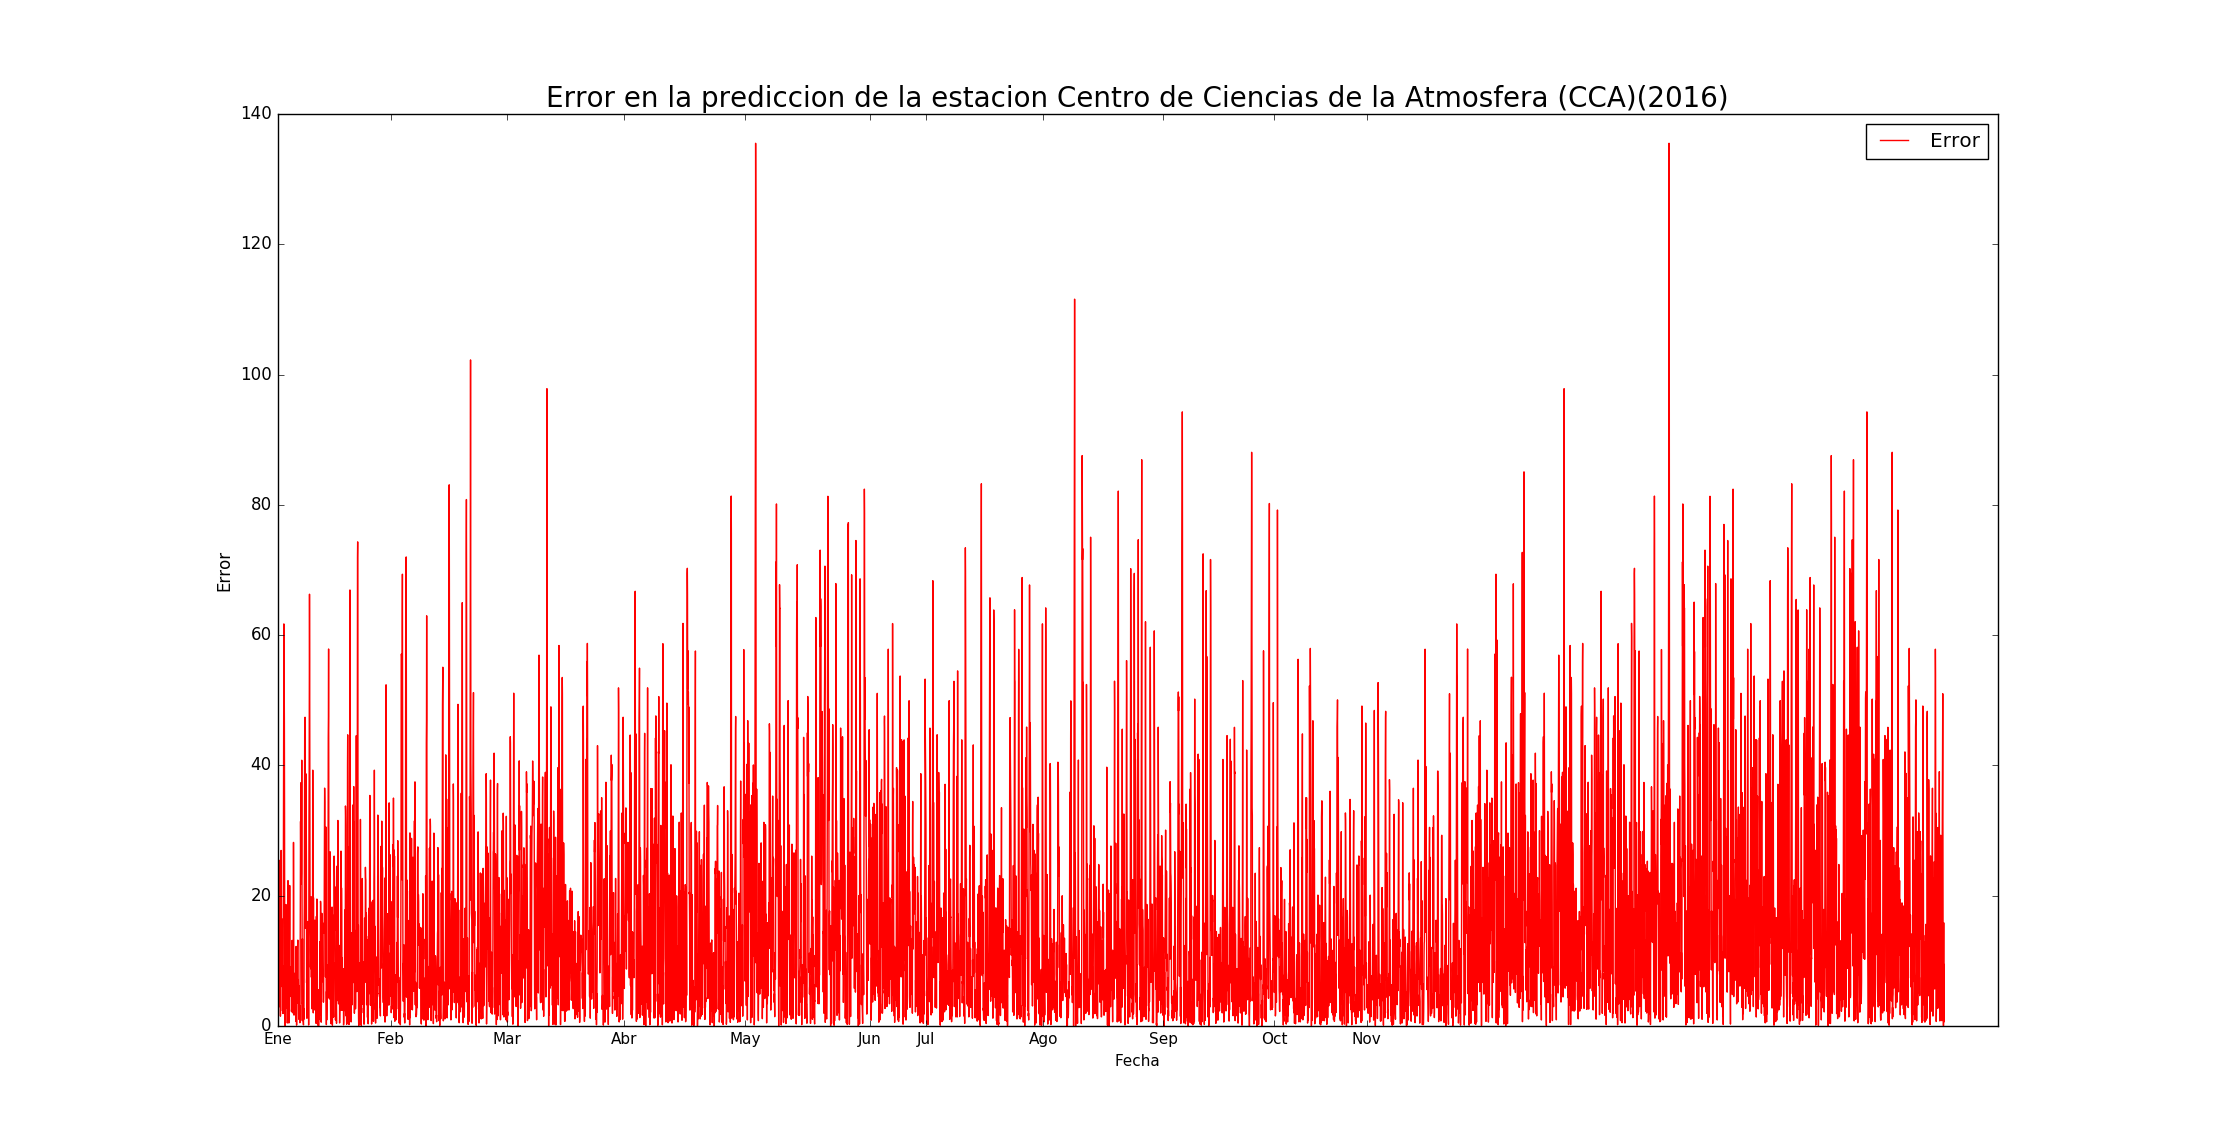 Error en la prediccion de la estacion Centro de Ciencias de la Atmosfera (CCA)(2016)
140
Error
120
100
80
60
40
20
0
Error
Ene Feb Mar Abr May Jun Jul Ago Sep Oct Nov
Fecha